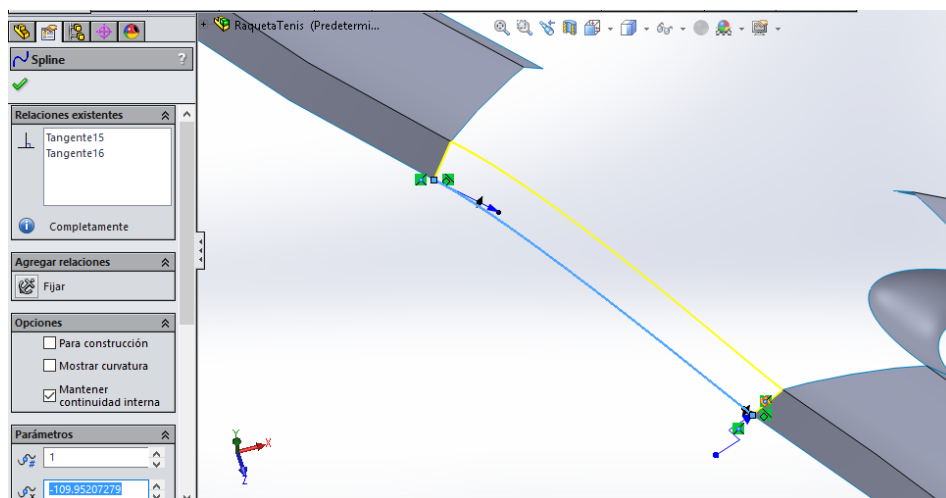 RaquetaTenis (Predetermi...
Spline
?
Relaciones existentes
Tangente15
Tangente16
Completamente
Agregar relaciones
Fijar
Opciones
Para construcción
Mostrar curvatura
Mantener
continuidad interna
Parámetros
1
-109.95207279
Y
X
Z